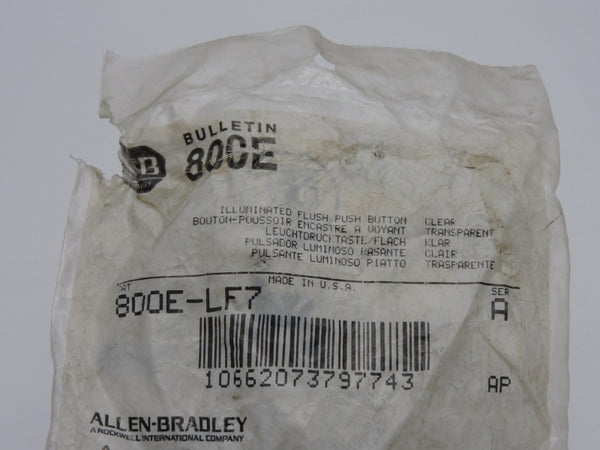 BULLETIN
800E
ILLUMINATED FLUSH PUSH BUTTON CLEAR
BOUTON-POUSSOIR ENCASTRE A VOYANT TRANSPARENT
LEUCHTDRUCKTASTE/FLACH KLAR
PULSADOR LUMINOSO RASANTE CLAIR
PULSANTE LUMINOSO PIATTO TRASPARENTE
MADE IN U.S.A.
CAT SER
800E-LF7 A
10662073797743 AP
ALLEN-BRADLEY
A ROCKWELL INTERNATIONAL COMPANY